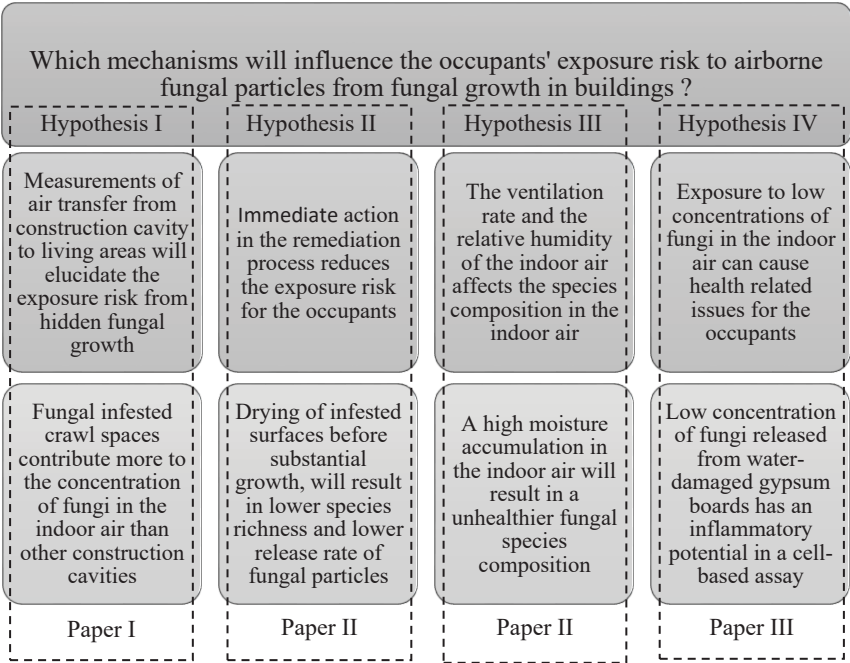 Which mechanisms will influence the occupants' exposure risk to airborne
fungal particles from fungal growth in buildings ?
Hypothesis I
Measurements of
air transfer from
construction cavity
to living areas will
elucidate the
exposure risk from
hidden fungal
growth
Fungal infested
crawl spaces
contribute more to
the concentration
of fungi in the
indoor air than
other construction
cavities
Paper I
Hypothesis II
Immediate action
in the remediation
process reduces
the exposure risk
for the occupants
Drying of infested
surfaces before
substantial
growth, will result
in lower species
richness and lower
release rate of
fungal particles
Paper II
Hypothesis III
The ventilation
rate and the
relative humidity
of the indoor air
affects the species
composition in the
indoor air
A high moisture
accumulation in
the indoor air will
result in a
unhealthier fungal
species
composition
Paper II
Hypothesis IV
Exposure to low
concentrations of
fungi in the indoor
air can cause
health related
issues for the
occupants
Low concentration
of fungi released
from water-
damaged gypsum
boards has an
inflammatory
potential in a cell-
based assay
Paper III